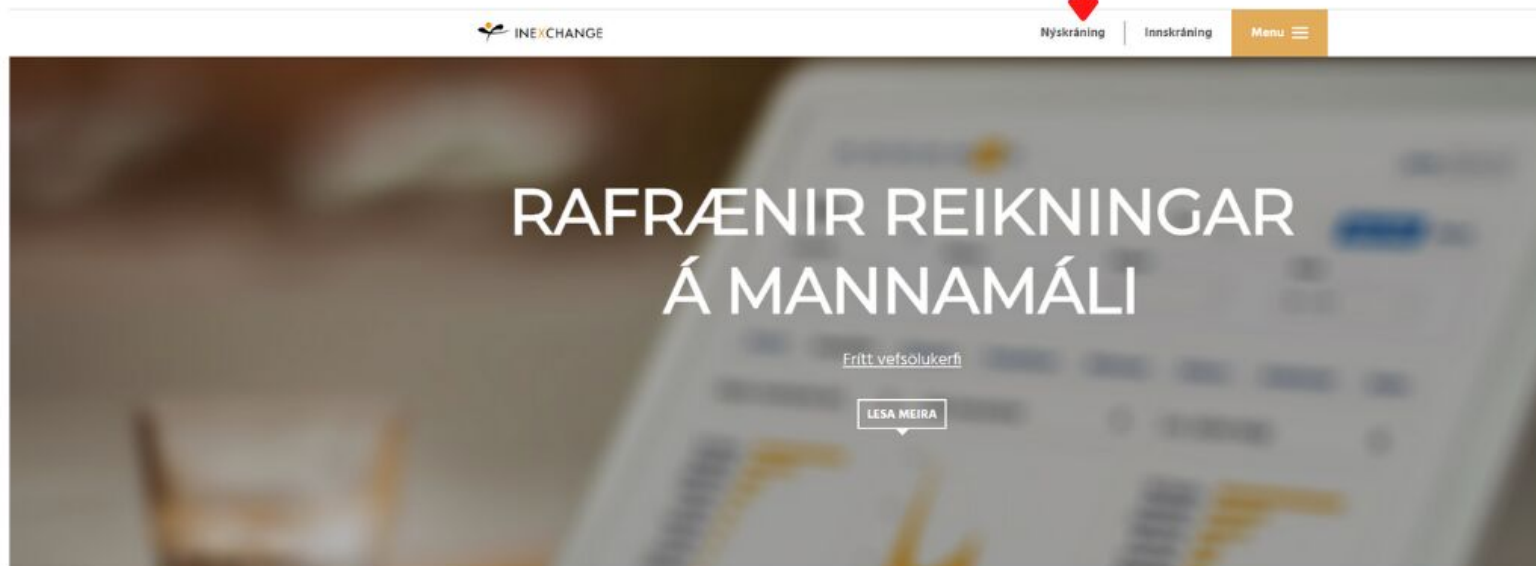 INEXCHANGE
Nýskráning
Innskráning
Menu
RAFRÆNIR REIKNINGAR
Á MANNAMÁLI
Frítt vefsölukerfi
LESA MEIRA